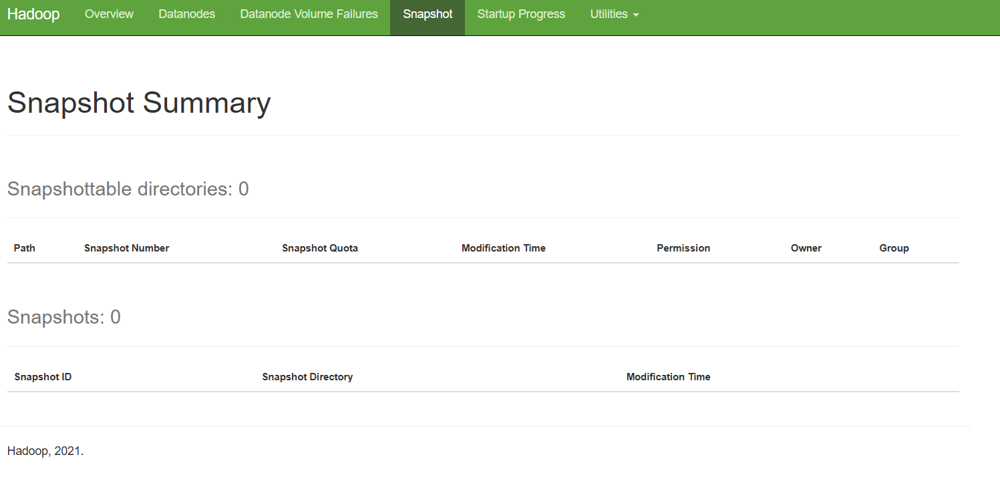 Hadoop Overview Datanodes Datanode Volume Failures Snapshot Startup Progress Utilities
Snapshot Summary
Snapshottable directories: 0
Path Snapshot Number Snapshot Quota Modification Time Permission Owner Group
Snapshots: 0
Snapshot ID Snapshot Directory Modification Time
Hadoop, 2021.